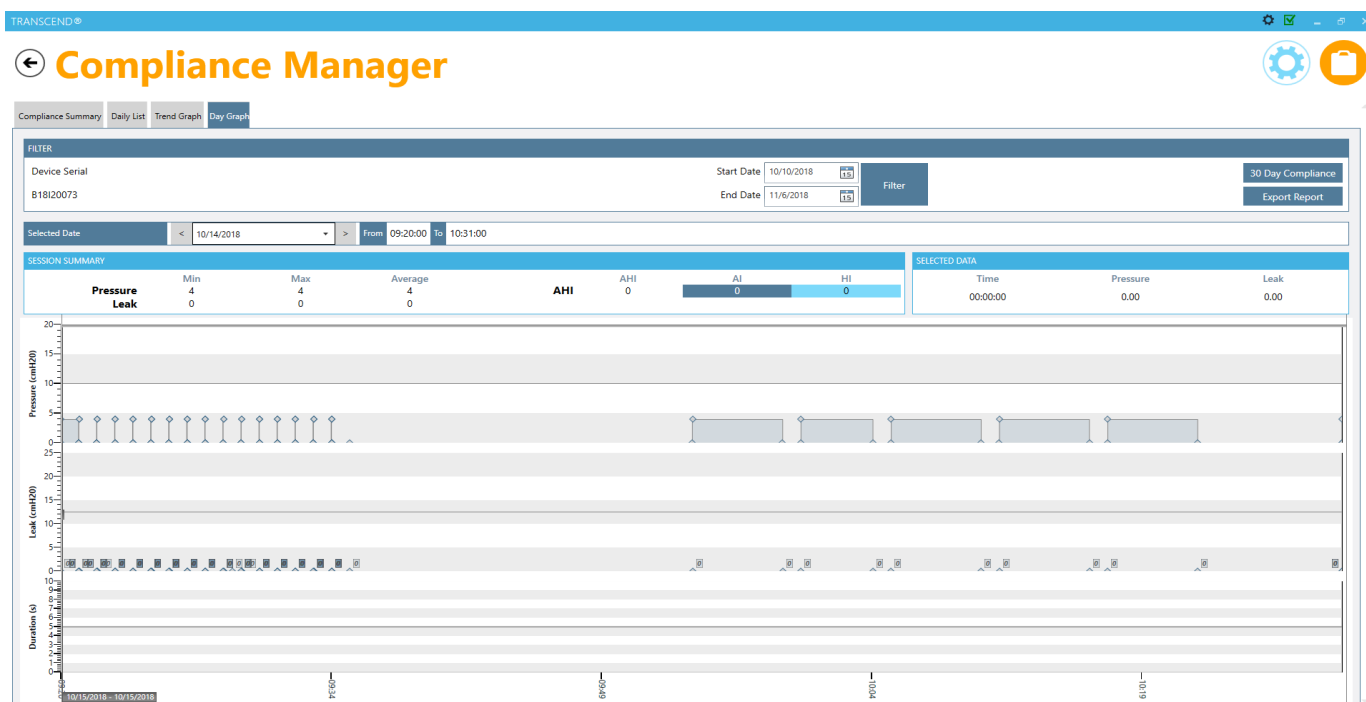 TRANSCEND®
Compliance Manager
Compliance Summary Daily List Trend Graph Day Graph
FILTER
Device Serial
B18I20073
Start Date 10/10/2018 15
End Date 11/6/2018 15
Filter
30 Day Compliance
Export Report
Selected Date < 10/14/2018 > From 09:20:00 To 10:31:00
SESSION SUMMARY
Min Max Average AHI AI HI
Pressure 4 4 4 AHI 0 0 0
Leak 0 0 0
SELECTED DATA
Time Pressure Leak
00:00:00 0.00 0.00
Pressure (cmH20)
20
15
10
5
0
Leak (cmH20)
25
20
15
10
5
0
Duration (s)
10
9
8
7
6
5
4
3
2
1
0
09:34 09:49 10:04 10:19
10/15/2018 - 10/15/2018